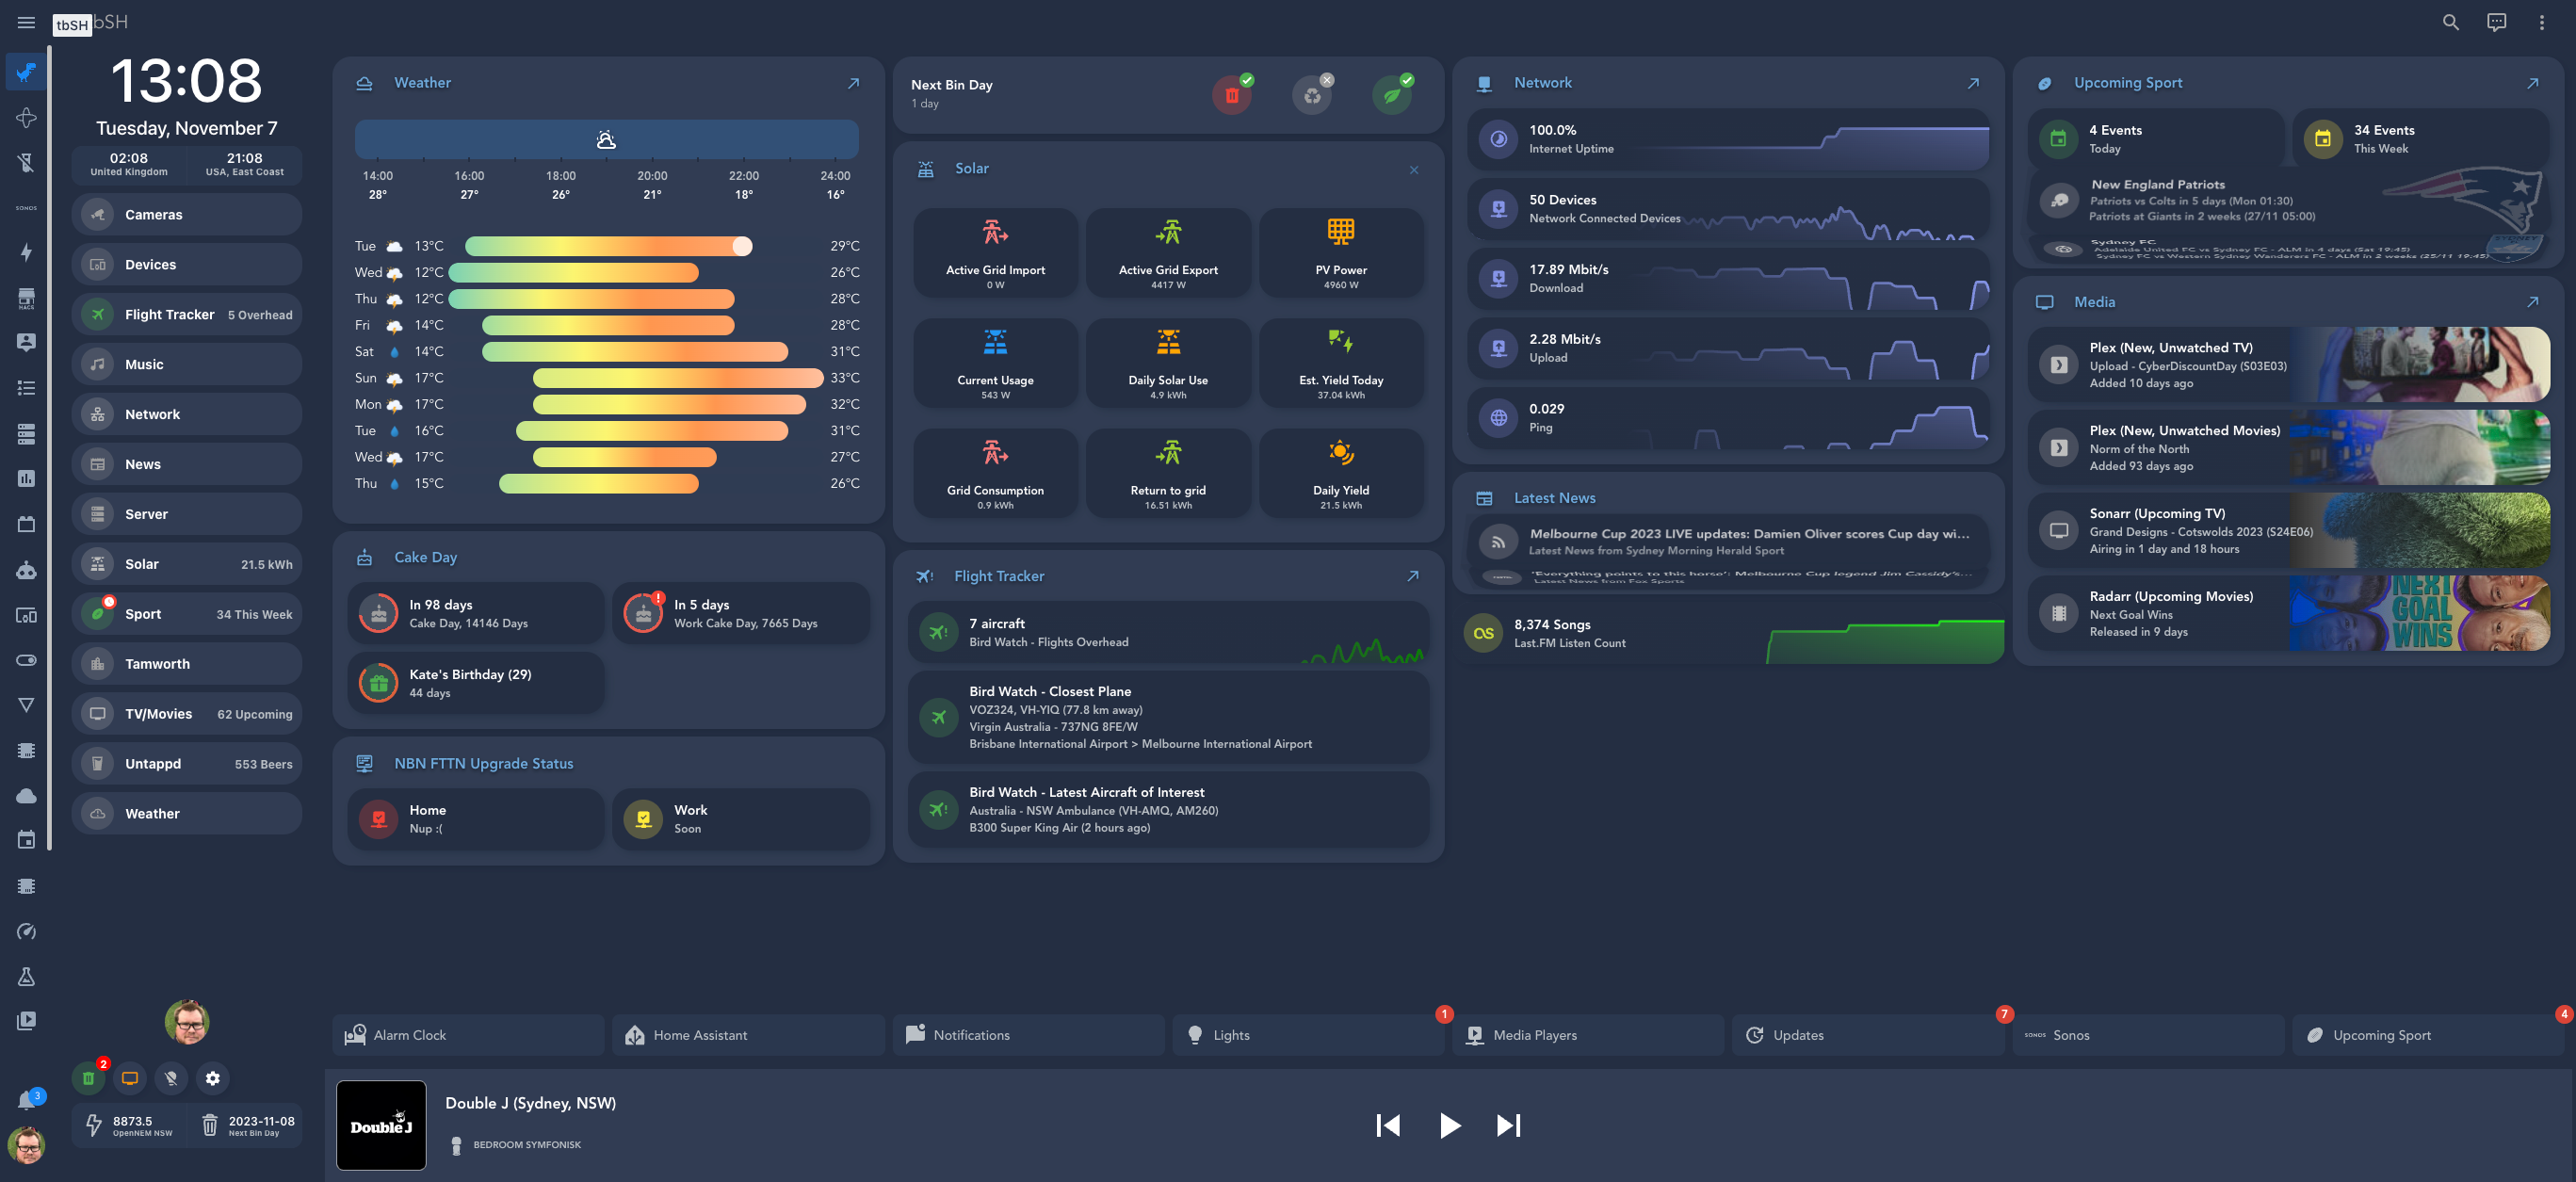 tbSH
bSH
13:08
Tuesday, November 7
02:08
United Kingdom
21:08
USA, East Coast
Cameras
Devices
Flight Tracker 5 Overhead
Music
Network
News
Server
Solar 21.5 kWh
Sport 34 This Week
Tamworth
TV/Movies 62 Upcoming
Untappd 553 Beers
Weather
2
8873.5
OpenNEM NSW
2023-11-08
Next Bin Day
SONOS
HACS
3
Weather
14:00 16:00 18:00 20:00 22:00 24:00
28° 27° 26° 21° 18° 16°
Tue 13°C 29°C
Wed 12°C 26°C
Thu 12°C 28°C
Fri 14°C 28°C
Sat 14°C 31°C
Sun 17°C 33°C
Mon 17°C 32°C
Tue 16°C 31°C
Wed 17°C 27°C
Thu 15°C 26°C
Cake Day
In 98 days
Cake Day, 14146 Days
In 5 days
Work Cake Day, 7665 Days
Kate's Birthday (29)
44 days
NBN FTTN Upgrade Status
Home
Nup :(
Work
Soon
Next Bin Day
1 day
Solar
Active Grid Import
0 W
Active Grid Export
4417 W
PV Power
4960 W
Current Usage
543 W
Daily Solar Use
4.9 kWh
Est. Yield Today
37.04 kWh
Grid Consumption
0.9 kWh
Return to grid
16.51 kWh
Daily Yield
21.5 kWh
Flight Tracker
7 aircraft
Bird Watch - Flights Overhead
Bird Watch - Closest Plane
VOZ324, VH-YIQ (77.8 km away)
Virgin Australia - 737NG 8FE/W
Brisbane International Airport > Melbourne International Airport
Bird Watch - Latest Aircraft of Interest
Australia - NSW Ambulance (VH-AMQ, AM260)
B300 Super King Air (2 hours ago)
Network
100.0%
Internet Uptime
50 Devices
Network Connected Devices
17.89 Mbit/s
Download
2.28 Mbit/s
Upload
0.029
Ping
Latest News
Melbourne Cup 2023 LIVE updates: Damien Oliver scores Cup day wi...
Latest News from Sydney Morning Herald Sport
'Everything points to this horse': Melbourne Cup legend Jim Cassidy's...
Latest News from Fox Sports
8,374 Songs
Last.FM Listen Count
Upcoming Sport
4 Events
Today
34 Events
This Week
New England Patriots
Patriots vs Colts in 5 days (Mon 01:30)
Patriots at Giants in 2 weeks (27/11 05:00)
Sydney FC
Adelaide United FC vs Sydney FC - ALM in 4 days (Sat 19:45)
Sydney FC vs Western Sydney Wanderers FC - ALM in 2 weeks (25/11 19:45)
Media
Plex (New, Unwatched TV)
Upload - CyberDiscountDay (S03E03)
Added 10 days ago
Plex (New, Unwatched Movies)
Norm of the North
Added 93 days ago
Sonarr (Upcoming TV)
Grand Designs - Cotswolds 2023 (S24E06)
Airing in 1 day and 18 hours
Radarr (Upcoming Movies)
Next Goal Wins
Released in 9 days
NEXT
GOAL
WINS
Alarm Clock
Home Assistant
Notifications
Lights
1
Media Players
Updates
7
SONOS Sonos
Upcoming Sport
4
Double J
Double J (Sydney, NSW)
BEDROOM SYMFONISK